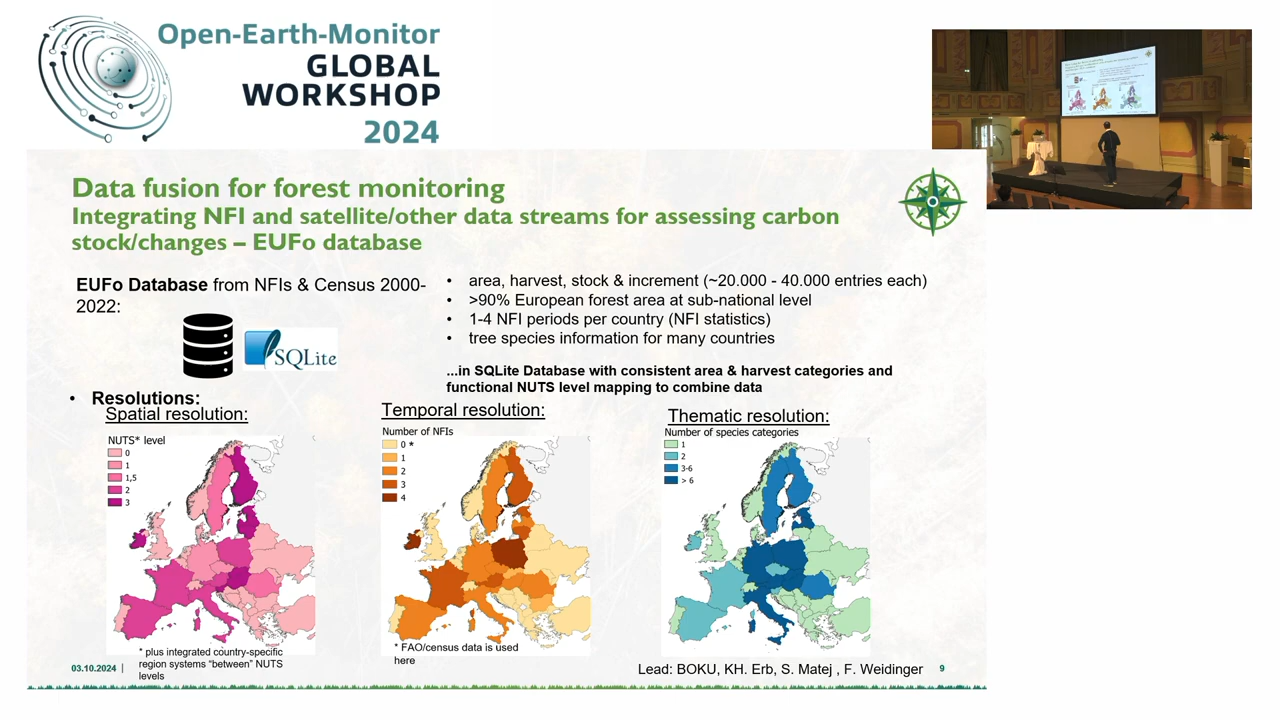 Open-Earth-Monitor
GLOBAL
WORKSHOP
2024
Data fusion for forest monitoring
Integrating NFI and satellite/other data streams for assessing carbon
stock/changes – EUFo database
EUFo Database from NFIs & Census 2000-
2022:
SQLite
• area, harvest, stock & increment (~20.000 - 40.000 entries each)
• >90% European forest area at sub-national level
• 1-4 NFI periods per country (NFI statistics)
• tree species information for many countries
...in SQLite Database with consistent area & harvest categories and
functional NUTS level mapping to combine data
• Resolutions:
Spatial resolution:
NUTS* level
0
1
1,5
2
3
* plus integrated country-specific
region systems “between” NUTS
levels
Temporal resolution:
Number of NFIs
0 *
1
2
3
4
* FAO/census data is used
here
Thematic resolution:
Number of species categories
1
2
3-6
> 6
03.10.2024 |
Lead: BOKU, KH. Erb, S. Matej , F. Weidinger
9